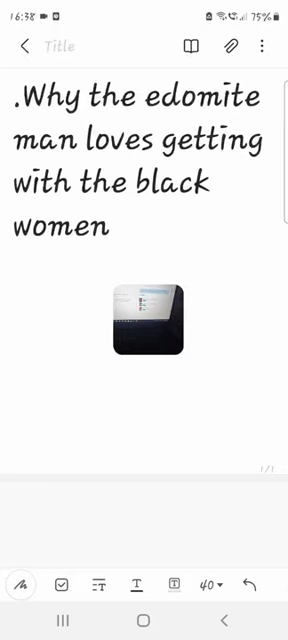 16:38
75%
Title
.Why the edomite
man loves getting
with the black
women
1/1
T
T
T
40